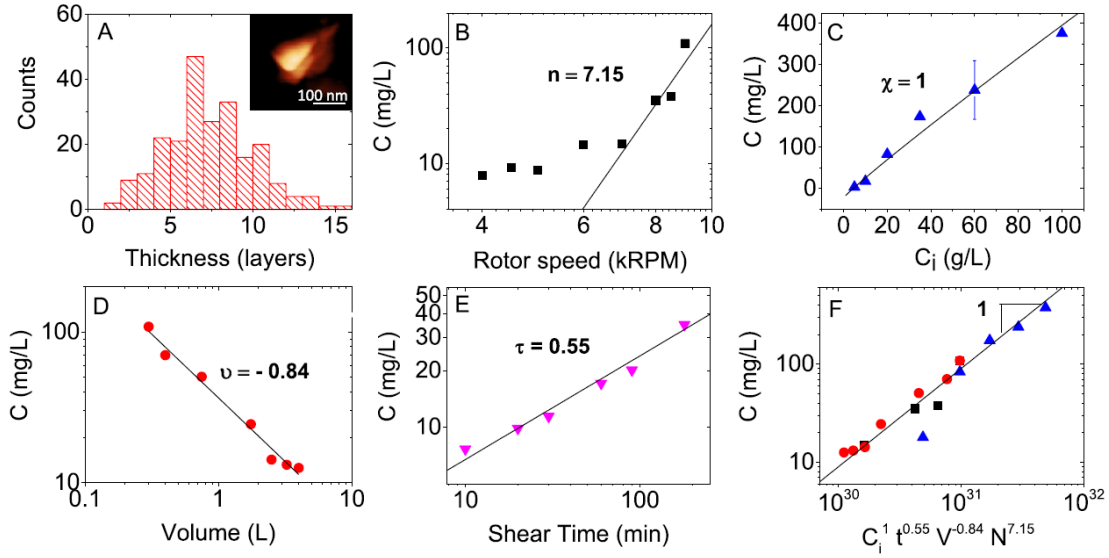 A
Counts
60
40
20
0
0
5
10
15
Thickness (layers)
100 nm
B
C (mg/L)
100
10
n = 7.15
4
6
8
10
Rotor speed (kRPM)
C
C (mg/L)
400
300
200
100
0
χ = 1
0
20
40
60
80
100
C_i (g/L)
D
C (mg/L)
100
10
υ = - 0.84
0.1
1
10
Volume (L)
E
C (mg/L)
50
40
30
20
10
τ = 0.55
10
100
Shear Time (min)
F
C (mg/L)
100
10
1
10^30
10^31
10^32
C_i^1 t^0.55 V^-0.84 N^7.15